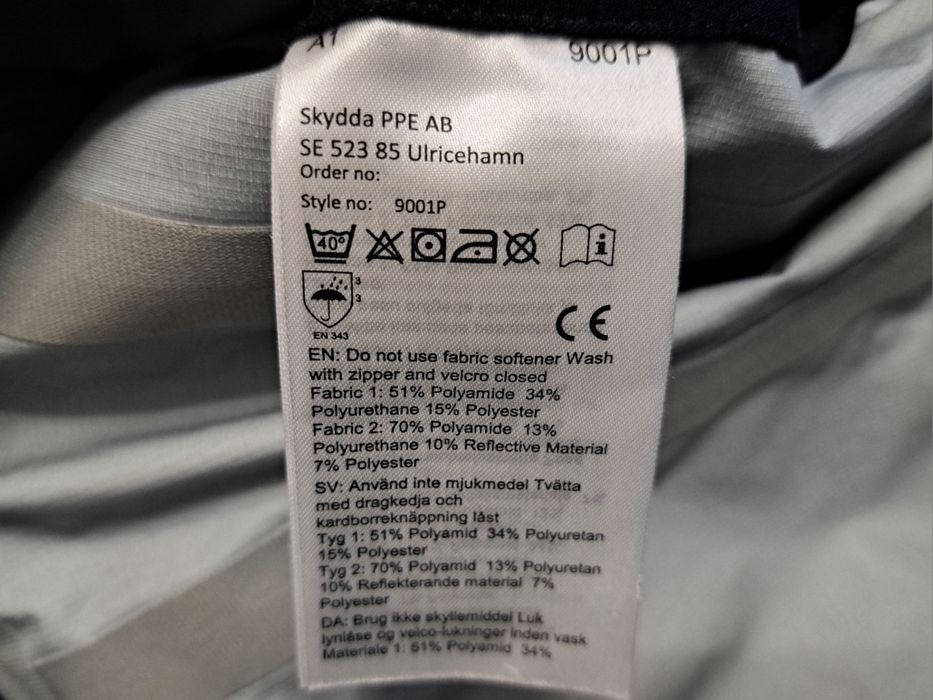 A1 9001P
Skydda PPE AB
SE 523 85 Ulricehamn
Order no:
Style no: 9001P
40°
3
3
EN 343
CE
EN: Do not use fabric softener Wash
with zipper and velcro closed
Fabric 1: 51% Polyamide 34%
Polyurethane 15% Polyester
Fabric 2: 70% Polyamide 13%
Polyurethane 10% Reflective Material
7% Polyester
SV: Använd inte mjukmedel Tvätta
med dragkedja och
kardborreknäppning låst
Tyg 1: 51% Polyamid 34% Polyuretan
15% Polyester
Tyg 2: 70% Polyamid 13% Polyuretan
10% Reflekterande material 7%
Polyester
DA: Brug ikke skyllemiddel Luk
lynlåse og velco-lukninger inden vask
Materiale 1: 51% Polyamid 34%